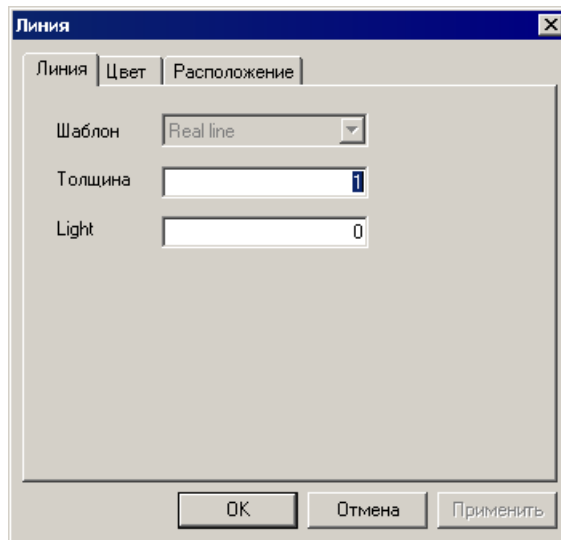 Линия
Линия Цвет Расположение
Шаблон Real line
Толщина 1
Light 0
OK Отмена Применить